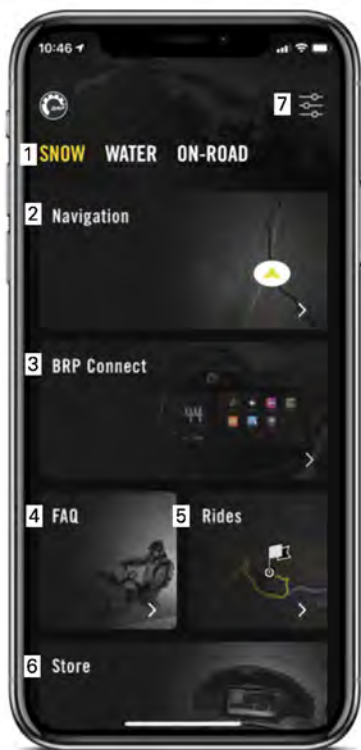 10:46
7
1 SNOW WATER ON-ROAD
2 Navigation
3 BRP Connect
44
4 FAQ
5 Rides
6 Store